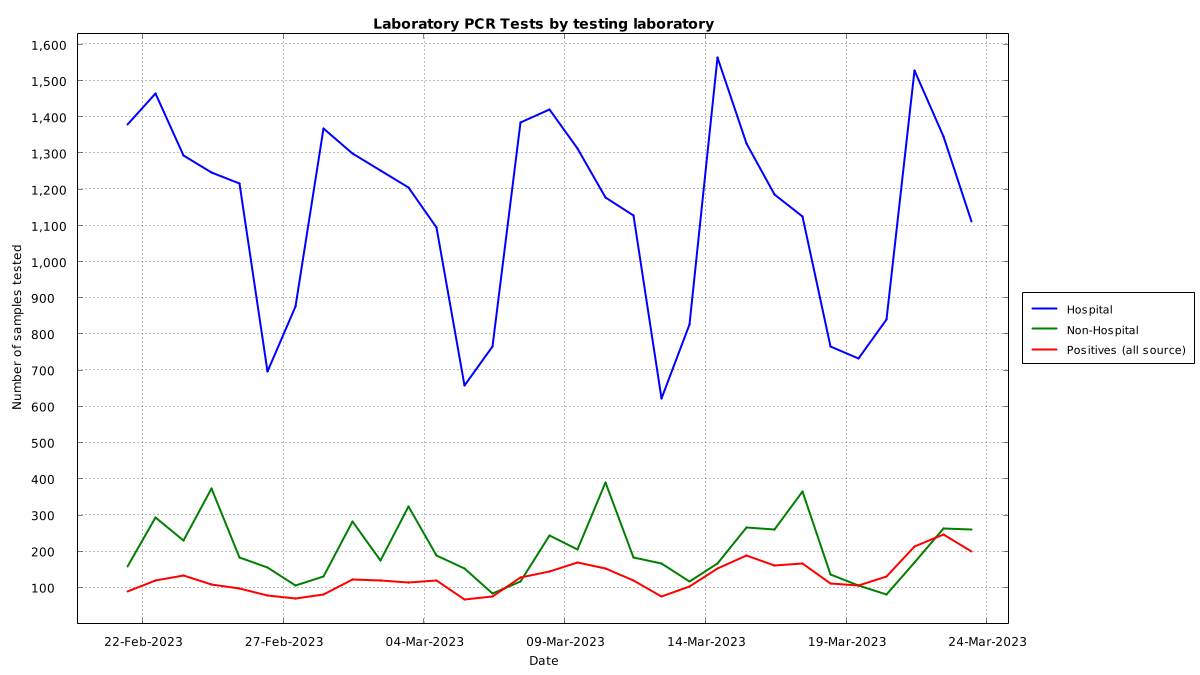 Laboratory PCR Tests by testing laboratory
1,600
1,500
1,400
1,300
1,200
1,100
1,000
900
800
700
600
500
400
300
200
100
Number of samples tested
22-Feb-2023 27-Feb-2023 04-Mar-2023 09-Mar-2023 14-Mar-2023 19-Mar-2023 24-Mar-2023
Date
Hospital
Non-Hospital
Positives (all source)